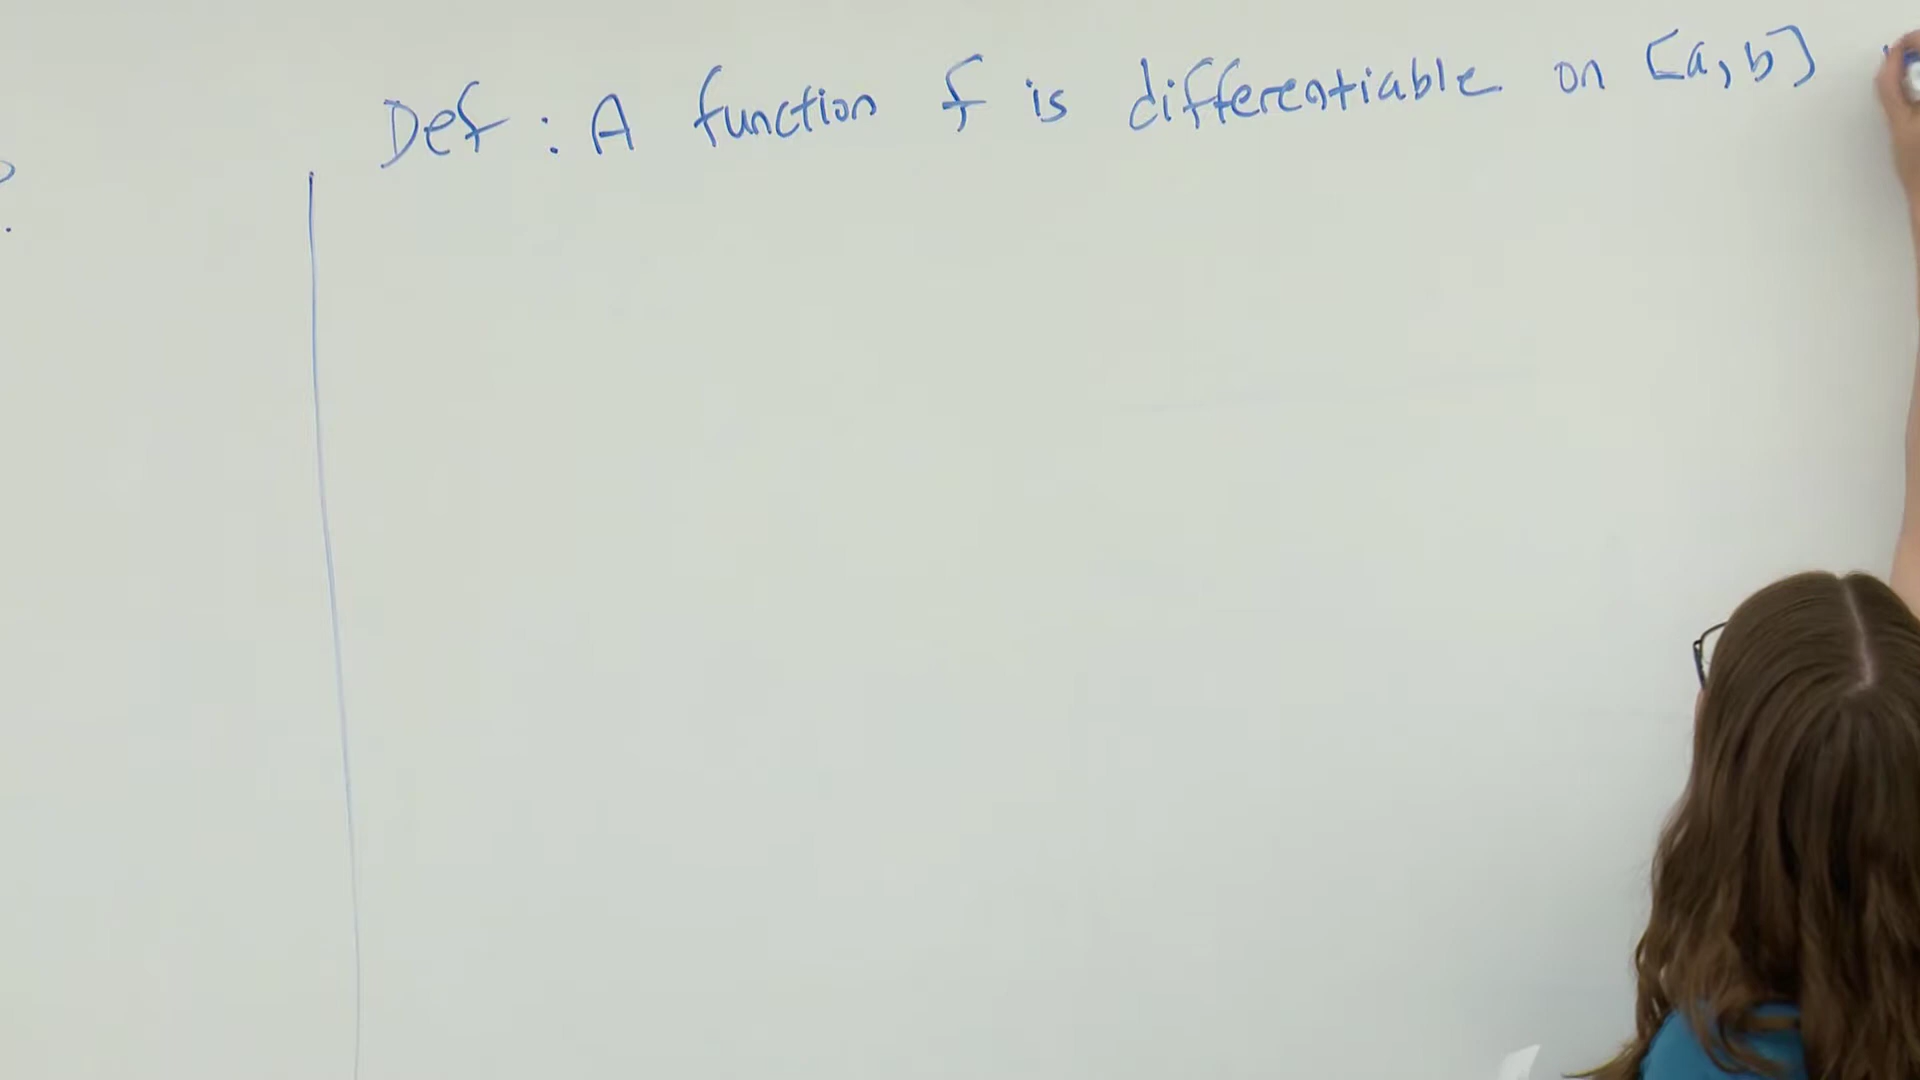 Def: A function f is differentiable on [a, b]